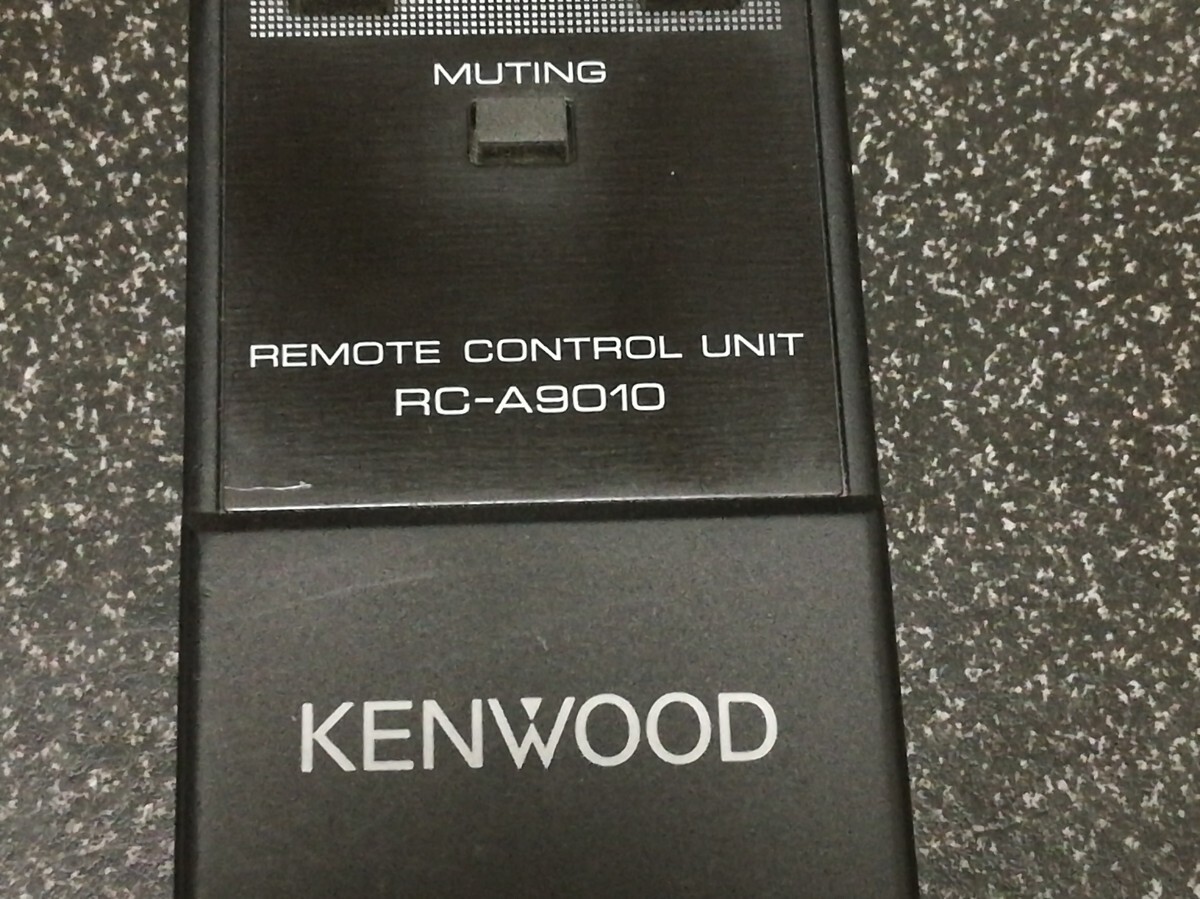 MUTING
REMOTE CONTROL UNIT
RC-A9010
KENWOOD